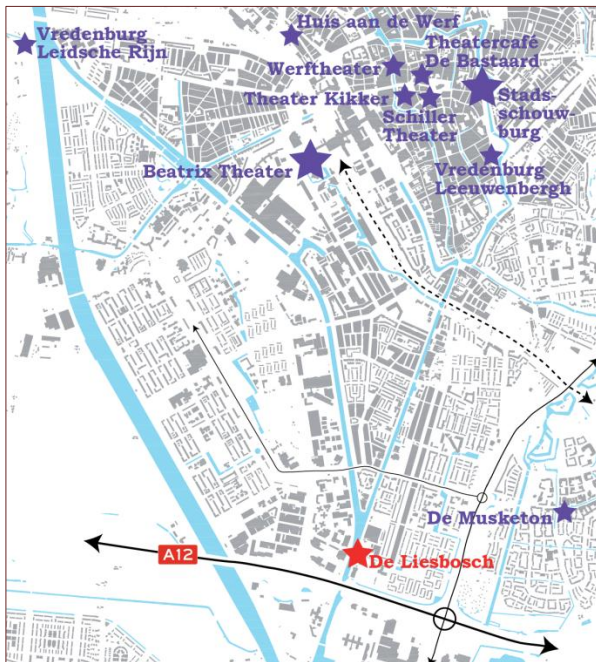 Vredenburg
Leidsche Rijn
Huis aan de Werf
Werftheater
Theatercafé
De Bastaard
Theater Kikker
Schiller
Theater
Stads-
schouw
burg
Beatrix Theater
Vredenburg
Leeuwenbergh
De Musketon
A12
De Liesbosch